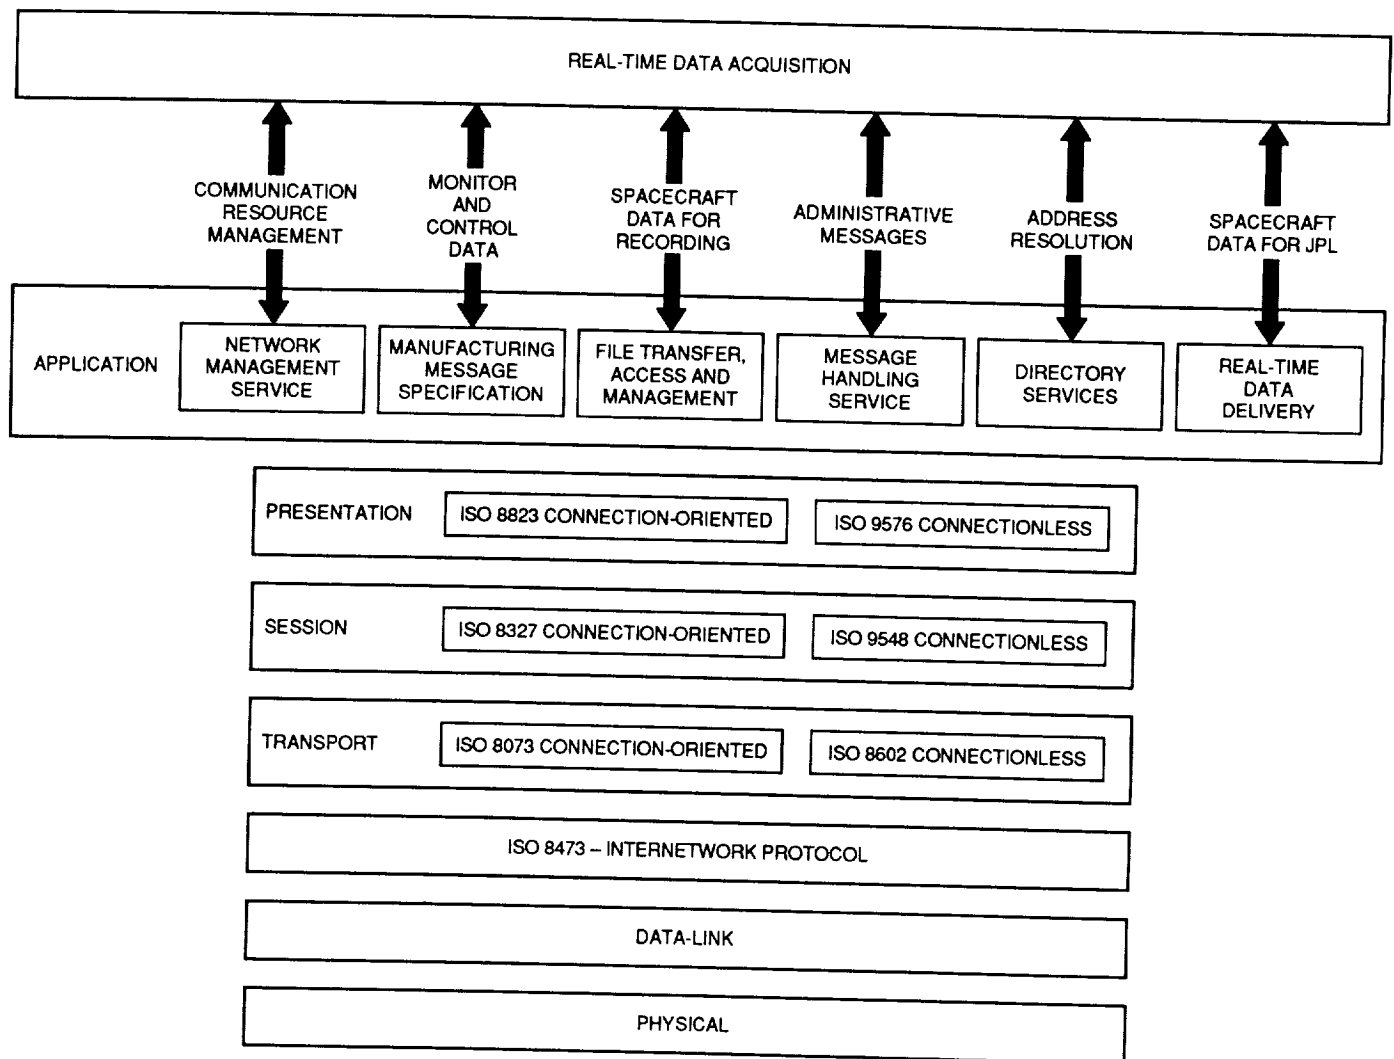 REAL-TIME DATA ACQUISITION
COMMUNICATION
RESOURCE
MANAGEMENT
MONITOR
AND
CONTROL
DATA
SPACECRAFT
DATA FOR
RECORDING
ADMINISTRATIVE
MESSAGES
ADDRESS
RESOLUTION
SPACECRAFT
DATA FOR JPL
APPLICATION
NETWORK
MANAGEMENT
SERVICE
MANUFACTURING
MESSAGE
SPECIFICATION
FILE TRANSFER,
ACCESS AND
MANAGEMENT
MESSAGE
HANDLING
SERVICE
DIRECTORY
SERVICES
REAL-TIME
DATA
DELIVERY
PRESENTATION
ISO 8823 CONNECTION-ORIENTED
ISO 9576 CONNECTIONLESS
SESSION
ISO 8327 CONNECTION-ORIENTED
ISO 9548 CONNECTIONLESS
TRANSPORT
ISO 8073 CONNECTION-ORIENTED
ISO 8602 CONNECTIONLESS
ISO 8473 – INTERNETWORK PROTOCOL
DATA-LINK
PHYSICAL